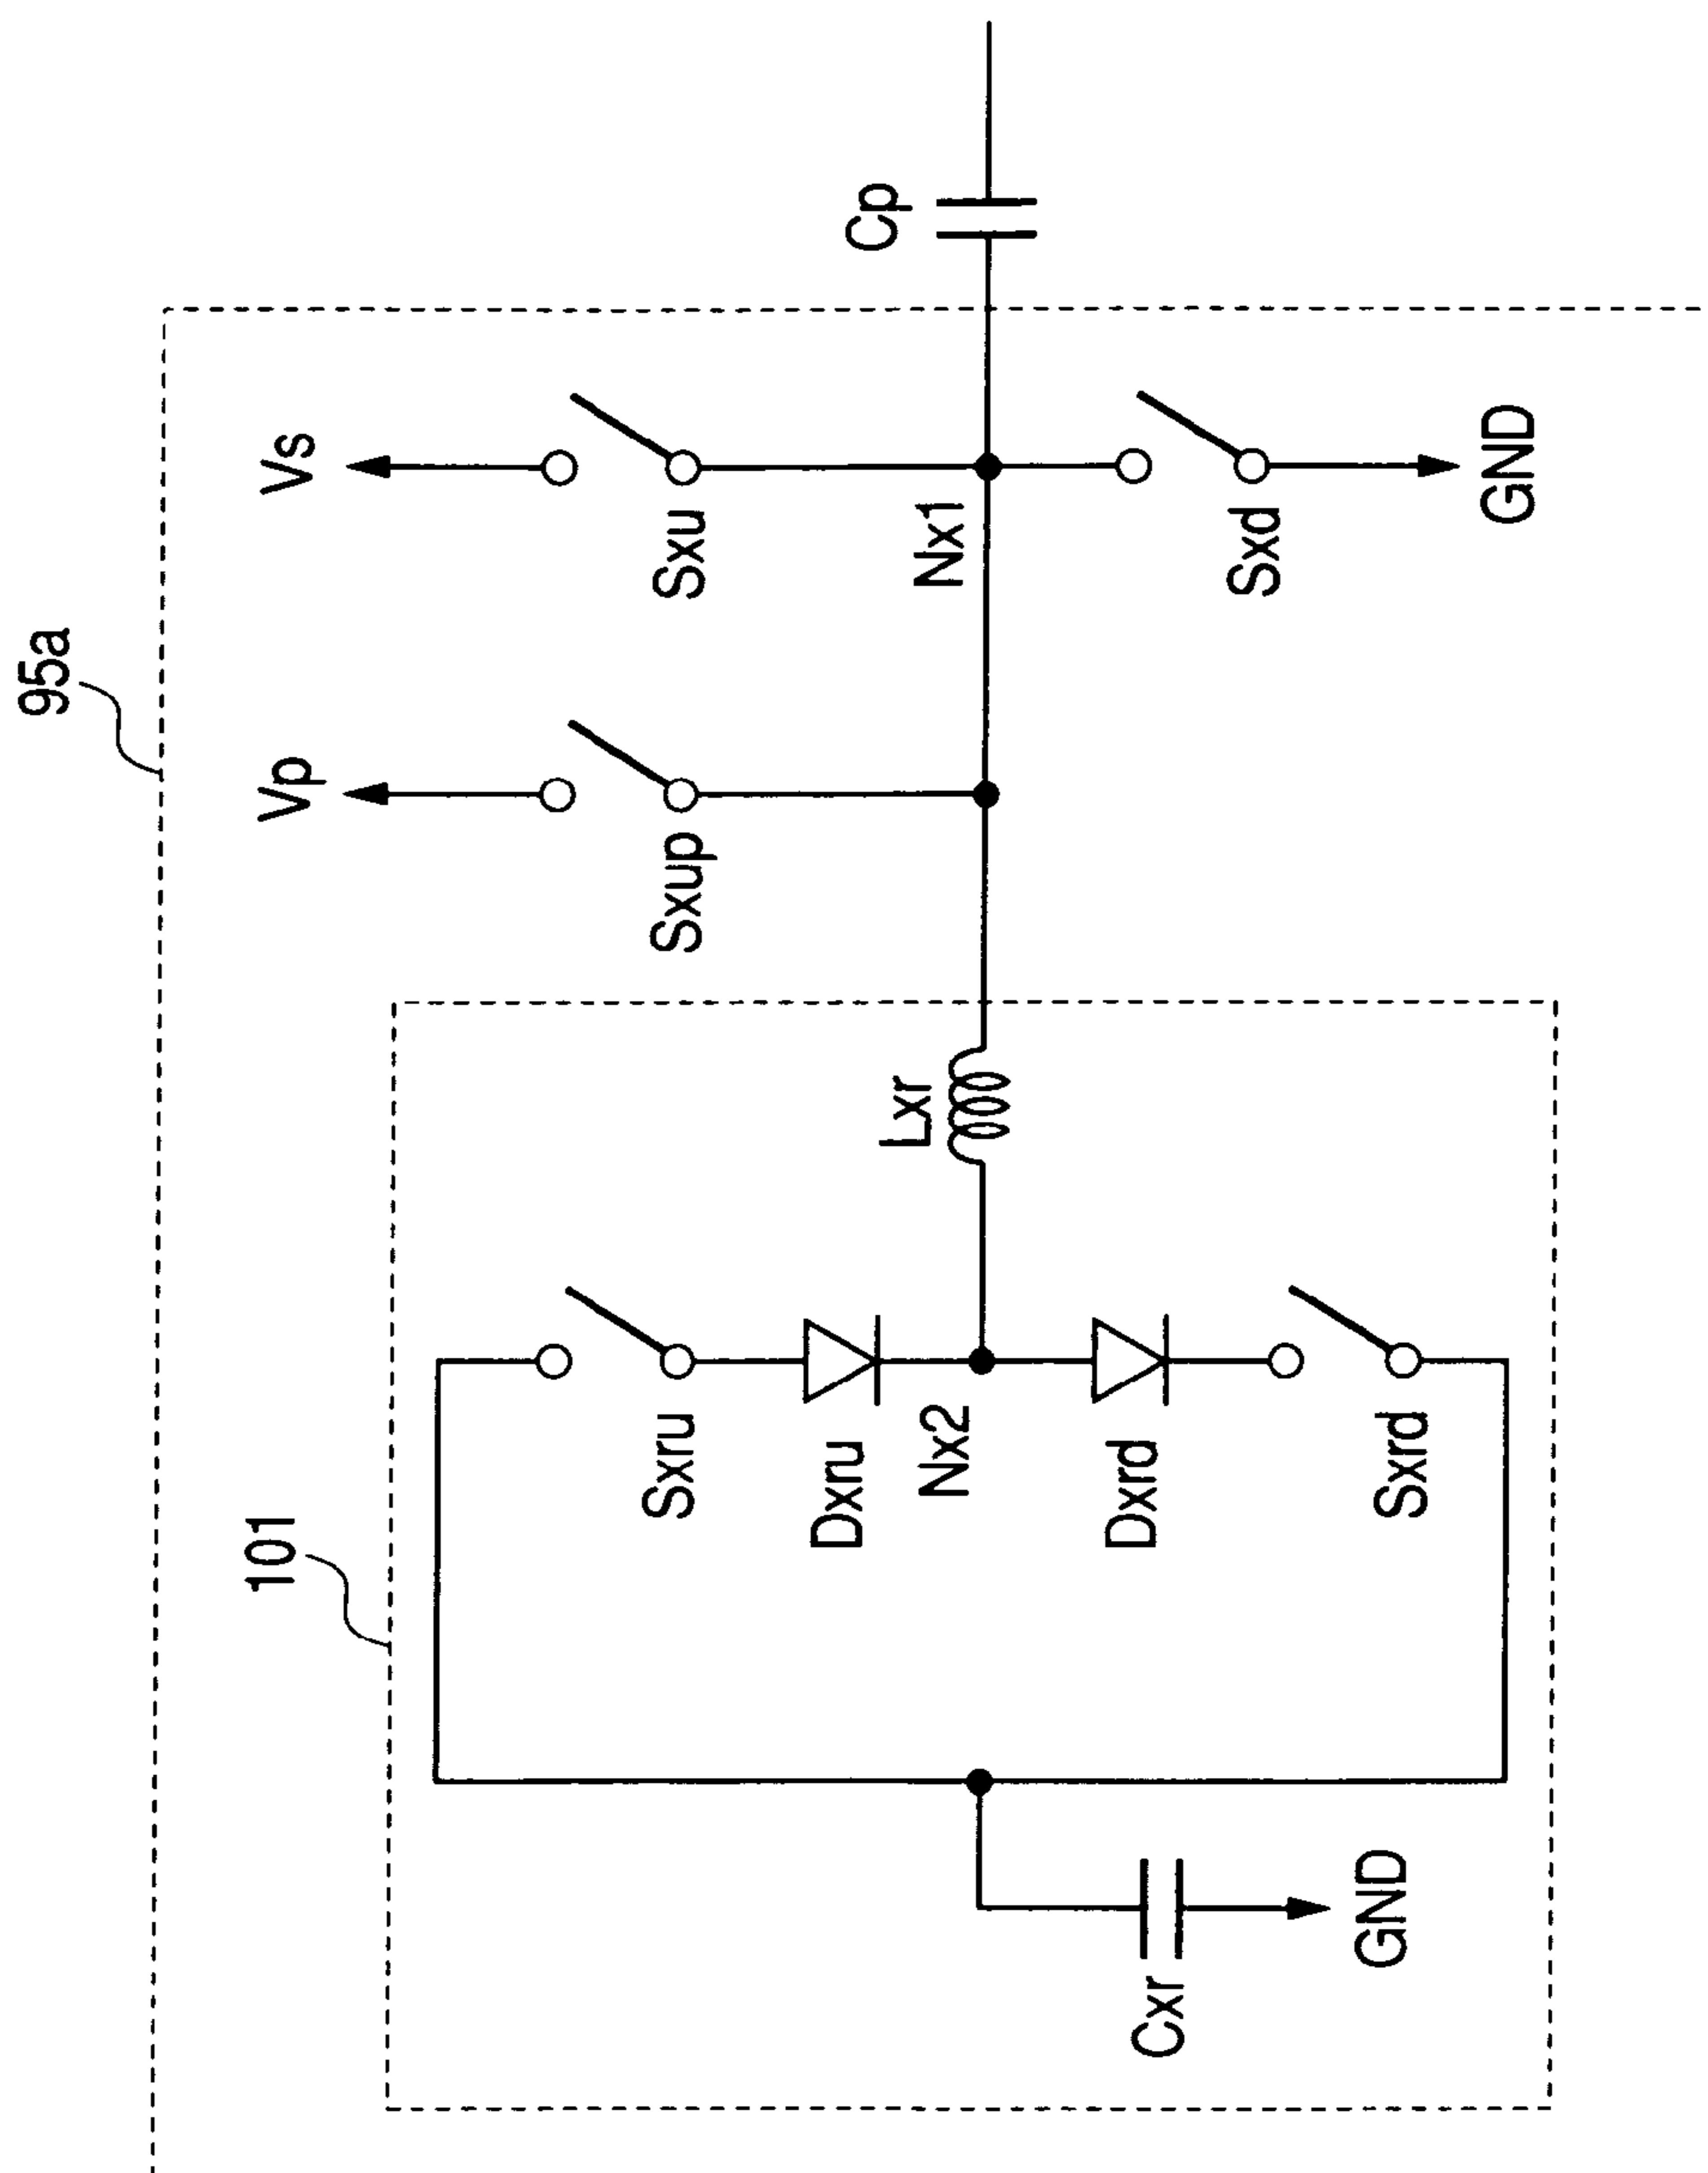 95a
Vp
Vs
Sxup
Sxu
Nx1
Cp
Sxd
GND
101
Lxr
Sxru
Dxru
Nx2
Dxrd
Sxrd
Cxr
GND